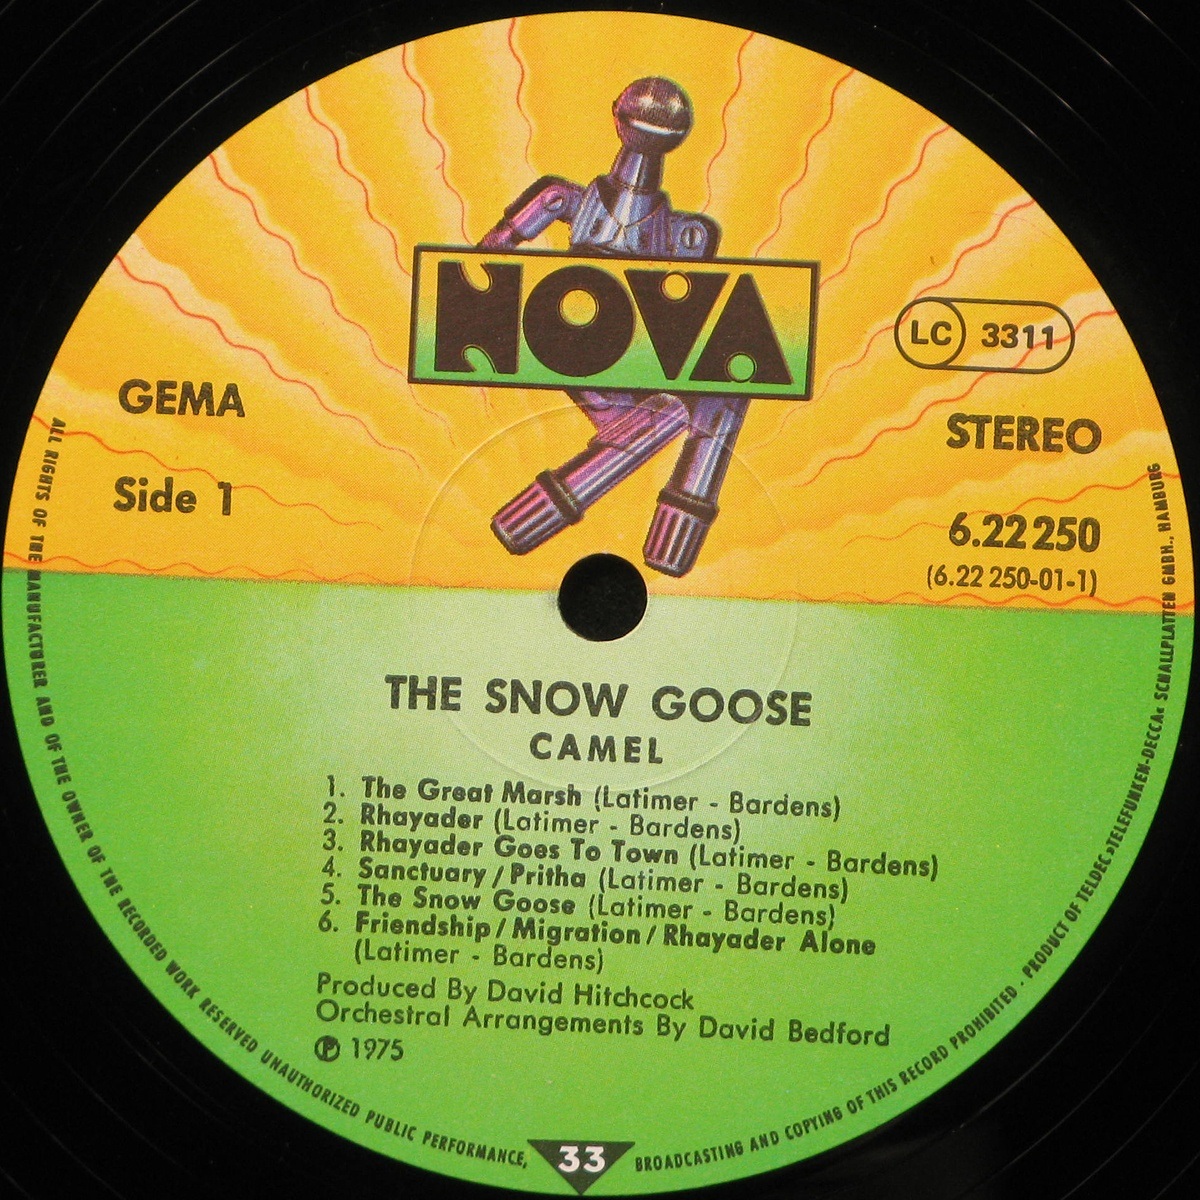 NOVA
LC 3311
GEMA
STEREO
Side 1
6.22 250
(6.22 250-01-1)
THE SNOW GOOSE
CAMEL
1. The Great Marsh (Latimer - Bardens)
2. Rhayader (Latimer - Bardens)
3. Rhayader Goes To Town (Latimer - Bardens)
4. Sanctuary / Pritha (Latimer - Bardens)
5. The Snow Goose (Latimer - Bardens)
6. Friendship / Migration / Rhayader Alone
(Latimer - Bardens)
Produced By David Hitchcock
Orchestral Arrangements By David Bedford
Ⓟ 1975
ALL RIGHTS OF THE MANUFACTURER AND OF THE OWNER OF THE RECORDED WORK RESERVED UNAUTHORIZED PUBLIC PERFORMANCE, BROADCASTING AND COPYING OF THIS RECORD PROHIBITED · PRODUCT OF TELDEC »TELEFUNKEN-DECCA« SCHALLPLATTEN GMBH., HAMBURG
33